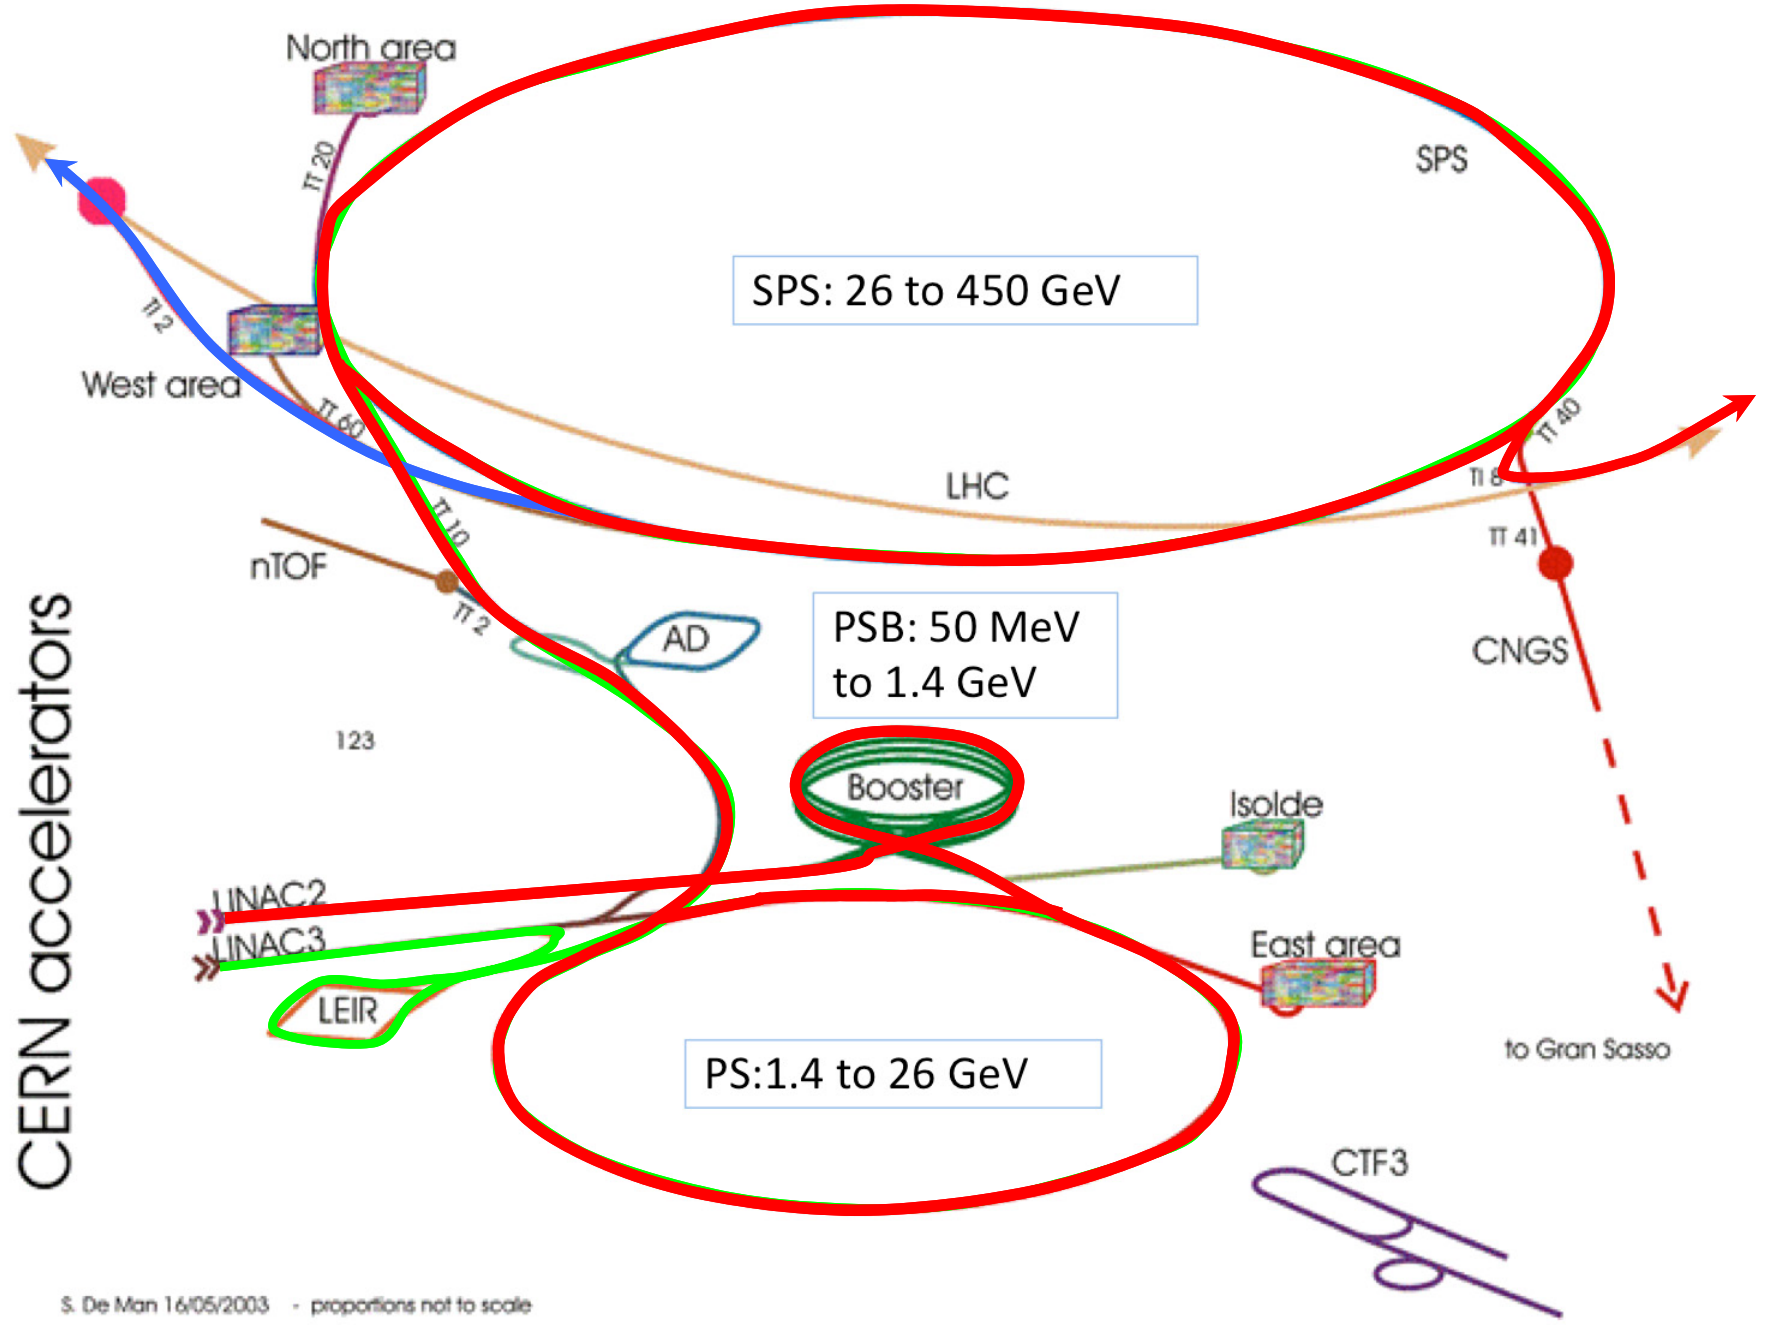 North area
TT 20
SPS
SPS: 26 to 450 GeV
TI 2
West area
TT 60
TT 40
LHC
TI 8
TT 10
TT 41
nTOF
TT 2
AD
PSB: 50 MeV
to 1.4 GeV
CNGS
123
Booster
Isolde
LINAC2
LINAC3
East area
LEIR
to Gran Sasso
PS:1.4 to 26 GeV
CERN accelerators
CTF3
S. De Man 16/05/2003 - proportions not to scale